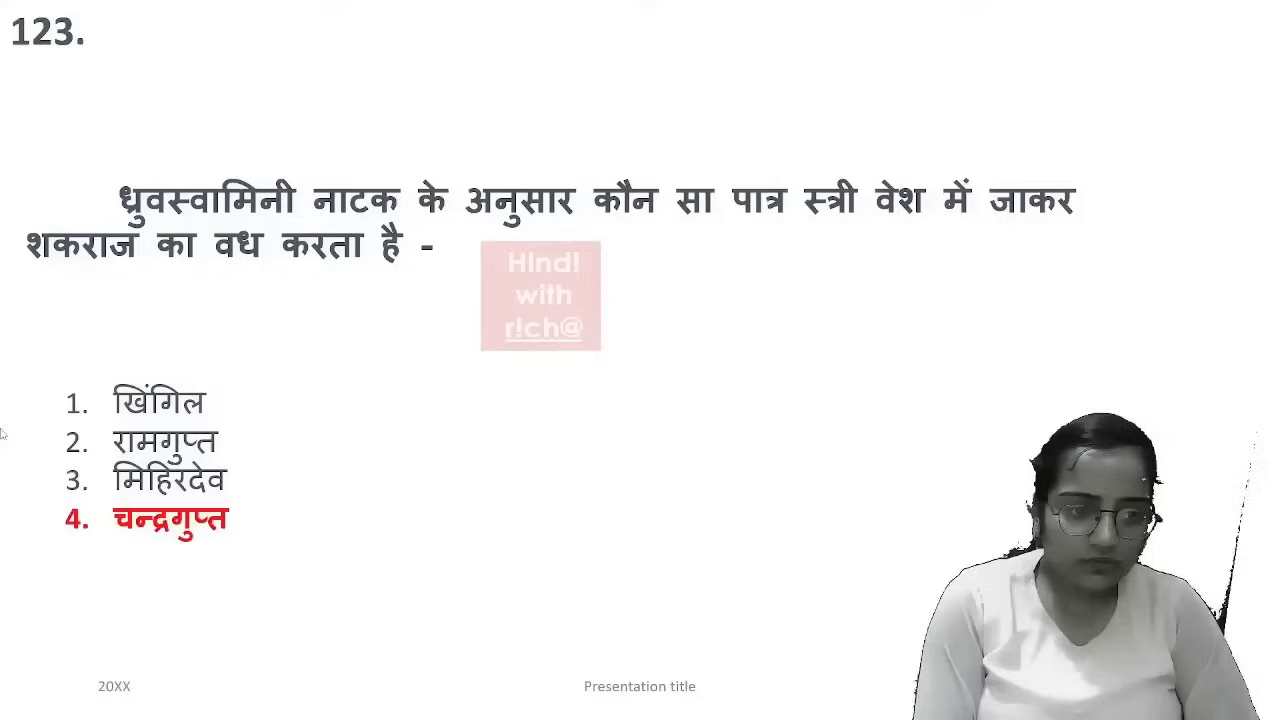 123.
ध्रुवस्वामिनी नाटक के अनुसार कौन सा पात्र स्त्री वेश में जाकर
शकराज का वध करता है -
HInd!
with
r!ch@
1. खिंगिल
2. रामगुप्त
3. मिहिरदेव
4. चन्द्रगुप्त
20XX
Presentation title